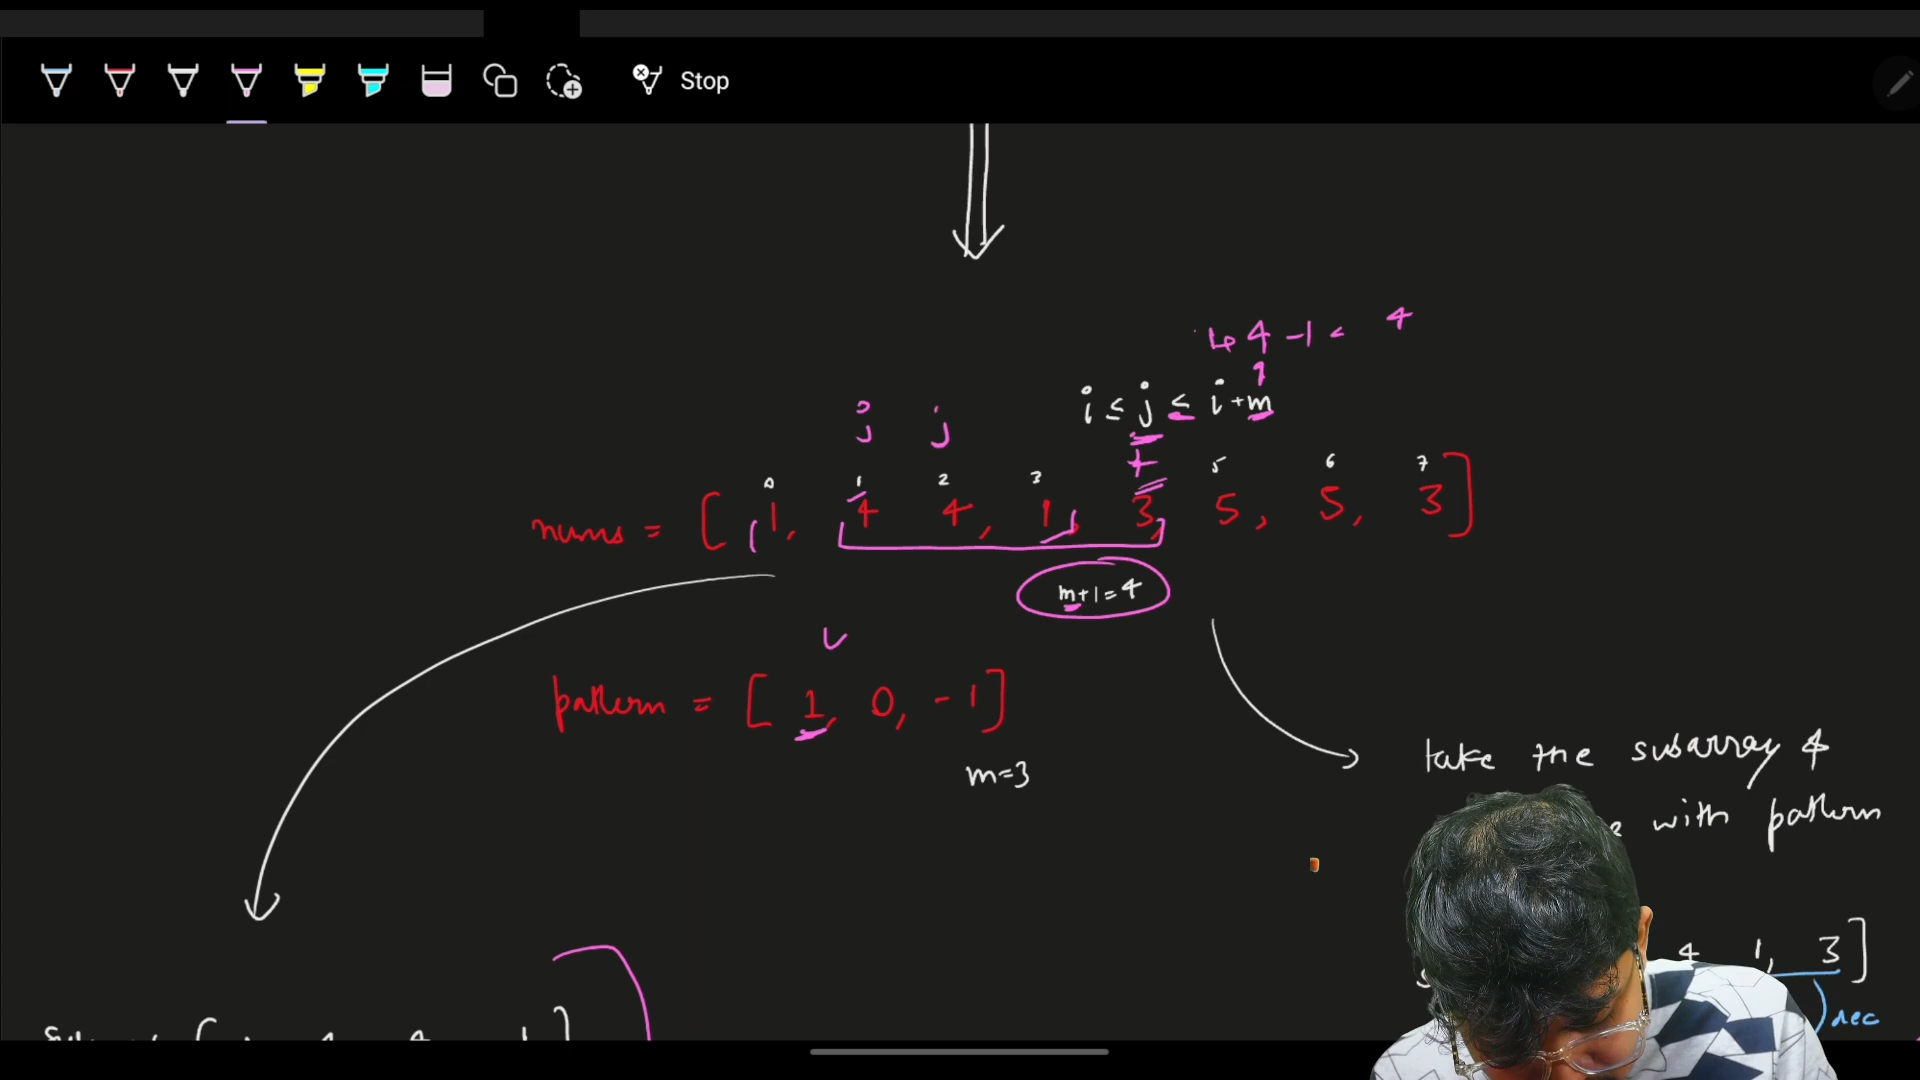 Stop
4 - 1 < 4
i ≤ j ≤ i + m
j j
0 1 2 3 5 6 7
nums = [ 1, 4 4, 1, 3, 5, 5, 3 ]
m+1=4
pattern = [ 1, 0, -1 ]
m=3
take the subarray &
with pattern
4 1, 3 ]
dec